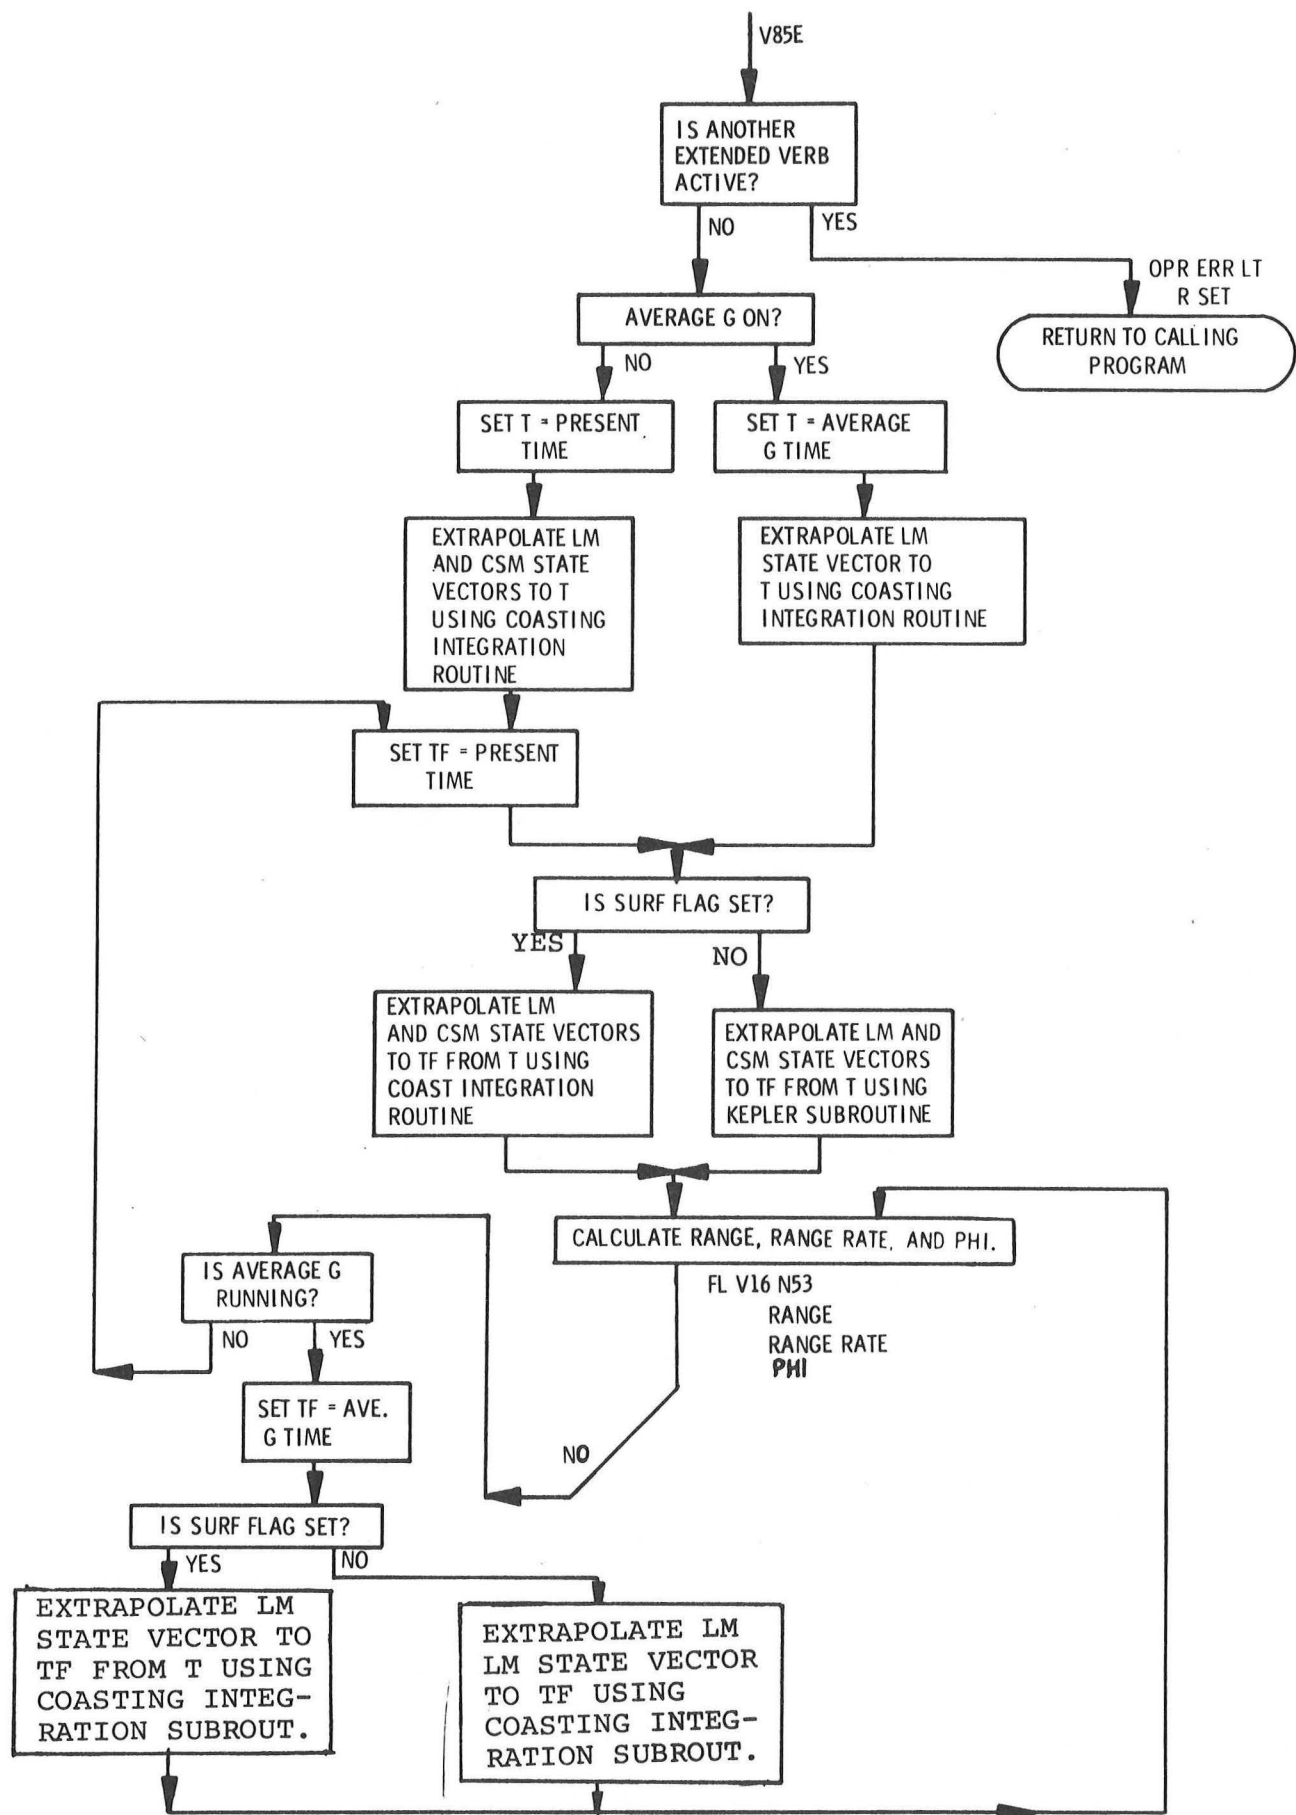 V85E
IS ANOTHER
EXTENDED VERB
ACTIVE?
NO
YES
OPR ERR LT
R SET
RETURN TO CALLING
PROGRAM
AVERAGE G ON?
NO
YES
SET T = PRESENT
TIME
SET T = AVERAGE
G TIME
EXTRAPOLATE LM
AND CSM STATE
VECTORS TO T
USING COASTING
INTEGRATION
ROUTINE
EXTRAPOLATE LM
STATE VECTOR TO
T USING COASTING
INTEGRATION ROUTINE
SET TF = PRESENT
TIME
IS SURF FLAG SET?
YES
NO
EXTRAPOLATE LM
AND CSM STATE VECTORS
TO TF FROM T USING
COAST INTEGRATION
ROUTINE
EXTRAPOLATE LM AND
CSM STATE VECTORS
TO TF FROM T USING
KEPLER SUBROUTINE
CALCULATE RANGE, RANGE RATE, AND PHI.
FL V16 N53
RANGE
RANGE RATE
PHI
NO
IS AVERAGE G
RUNNING?
NO
YES
SET TF = AVE.
G TIME
IS SURF FLAG SET?
YES
NO
EXTRAPOLATE LM
STATE VECTOR TO
TF FROM T USING
COASTING INTEG-
RATION SUBROUT.
EXTRAPOLATE LM
LM STATE VECTOR
TO TF USING
COASTING INTEG-
RATION SUBROUT.